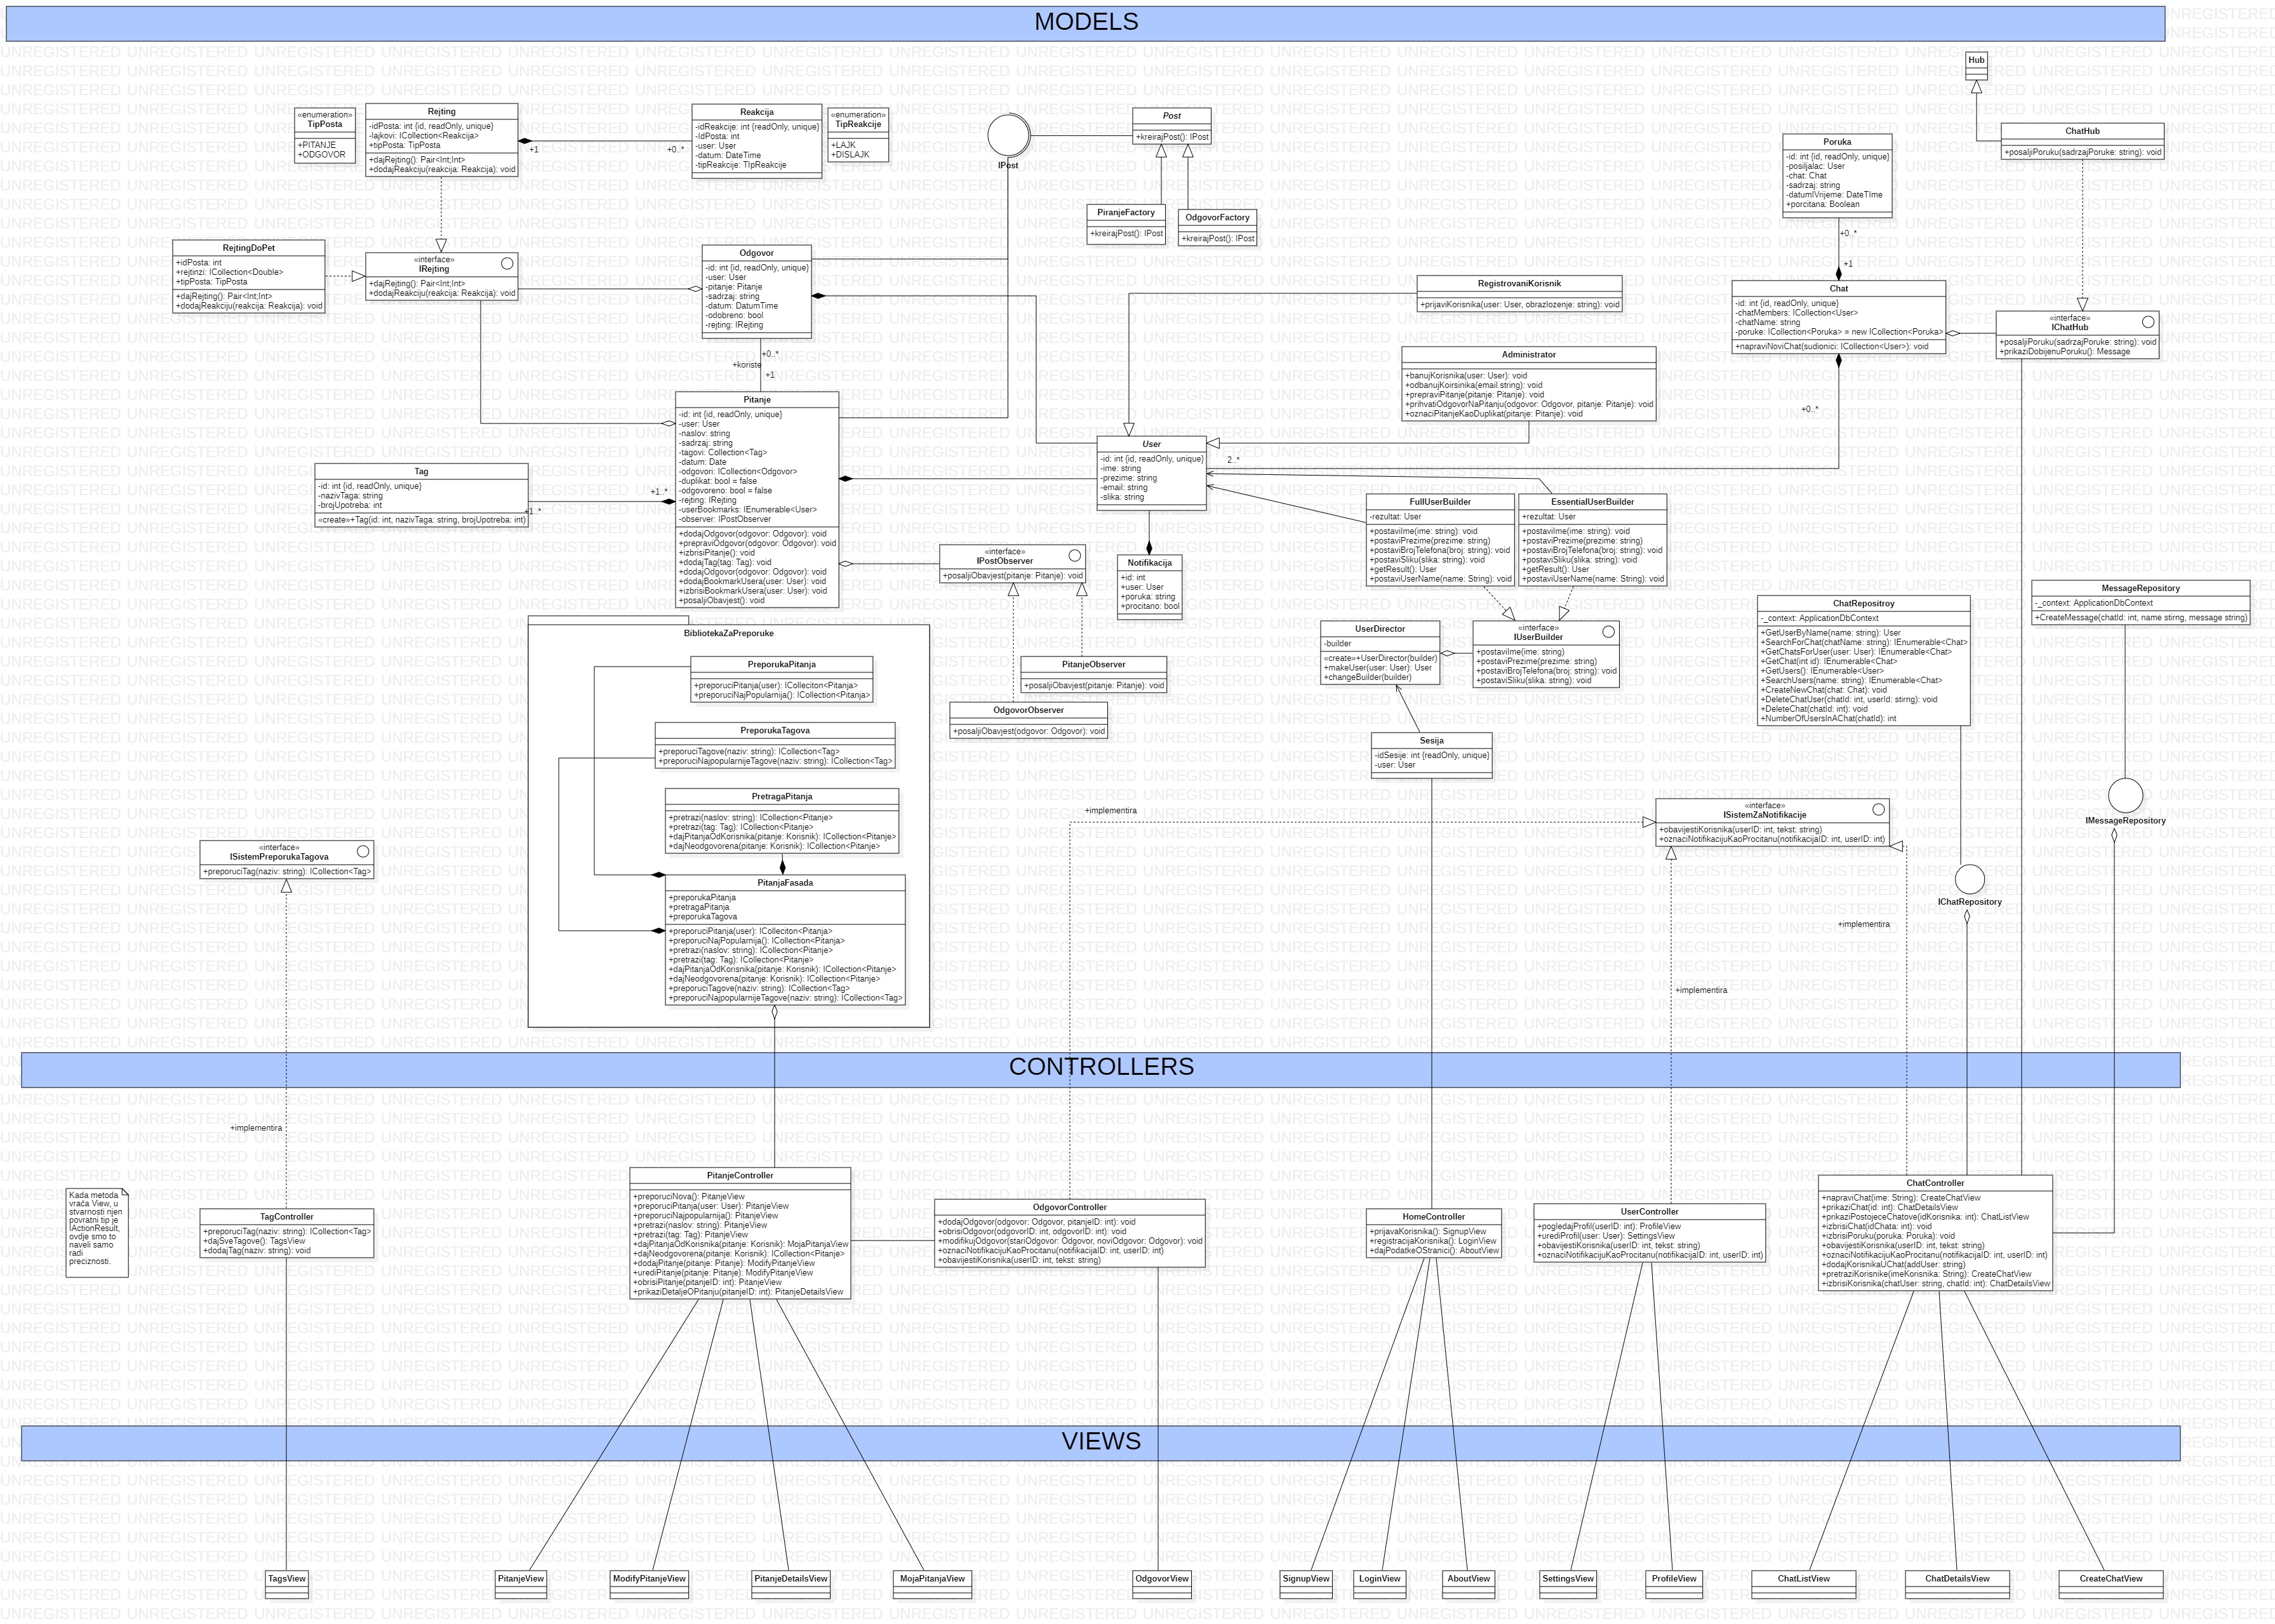 MODELS
Hub
«enumeration»
TipPosta
+PITANJE
+ODGOVOR
Rejting
-idPosta: int {id, readOnly, unique}
-lajkovi: ICollection<Reakcija>
+tipPosta: TipPosta
+dajRejting(): Pair<Int;Int>
+dodajReakciju(reakcija: Reakcija): void
+1
+0..*
Reakcija
-idReakcije: int {readOnly, unique}
-IdPosta: int
-user: User
-datum: DateTime
-tipReakcije: TIpReakcije
«enumeration»
TipReakcije
+LAJK
+DISLAJK
IPost
Post
+kreirajPost(): IPost
PiranjeFactory
+kreirajPost(): IPost
OdgovorFactory
+kreirajPost(): IPost
Poruka
-id: int {id, readOnly, unique}
-posiljalac: User
-chat: Chat
-sadrzaj: string
-datumIVrijeme: DateTIme
+porcitana: Boolean
+0..*
+1
ChatHub
+posaljiPoruku(sadrzajPoruke: string): void
RejtingDoPet
+idPosta: int
+rejtinzi: ICollection<Double>
+tipPosta: TipPosta
+dajRejting(): Pair<Int;Int>
+dodajReakciju(reakcija: Reakcija): void
«interface»
IRejting
+dajRejting(): Pair<Int;Int>
+dodajReakciju(reakcija: Reakcija): void
Odgovor
-id: int {id, readOnly, unique}
-user: User
-pitanje: Pitanje
-sadrzaj: string
-datum: DatumTime
-odobreno: bool
-rejting: IRejting
+0..*
+koriste
+1
RegistrovaniKorisnik
+prijaviKorisnika(user: User, obrazlozenje: string): void
Chat
-id: int {id, readOnly, unique}
-chatMembers: ICollection<User>
-chatName: string
-poruke: ICollection<Poruka> = new ICollection<Poruka>
+napraviNoviChat(sudionici: ICollection<User>): void
+0..*
«interface»
IChatHub
+posaljiPoruku(sadrzajPoruke: string): void
+prikaziDobijenuPoruku(): Message
Administrator
+banujKorisnika(user: User): void
+odbanujKoirsinika(email.string): void
+prepraviPitanje(pitanje: Pitanje): void
+prihvatiOdgovorNaPitanju(odgovor: Odgovor, pitanje: Pitanje): void
+oznaciPitanjeKaoDuplikat(pitanje: Pitanje): void
Pitanje
-id: int {id, readOnly, unique}
-user: User
-naslov: string
-sadrzaj: string
-tagovi: Collection<Tag>
-datum: Date
-odgovori: ICollection<Odgovor>
-duplikat: bool = false
-odgovoreno: bool = false
-rejting: IRejting
-userBookmarks: IEnumerable<User>
-observer: IPostObserver
+dodajOdgovor(odgovor: Odgovor): void
+prepraviOdgovor(odgovor: Odgovor): void
+izbrisiPitanje(): void
+dodajTag(tag: Tag): void
+dodajOdgovor(odgovor: Odgovor): void
+dodajBookmarkUsera(user: User): void
+izbrisiBookmarkUsera(user: User): void
+posaljiObavjest(): void
Tag
-id: int {id, readOnly, unique}
-nazivTaga: string
-brojUpotreba: int
«create»+Tag(id: int, nazivTaga: string, brojUpotreba: int)
+1..*
+1..*
User
-id: int {id, readOnly, unique}
-ime: string
-prezime: string
-email: string
-slika: string
2..*
FullUserBuilder
-rezultat: User
+postaviIme(ime: string): void
+postaviPrezime(prezime: string)
+postaviBrojTelefona(broj: string): void
+postaviSliku(slika: string): void
+getResult(): User
+postaviUserName(name: String): void
EssentialUserBuilder
+rezultat: User
+postaviIme(ime: string): void
+postaviPrezime(prezime: string)
+postaviBrojTelefona(broj: string): void
+postaviSliku(slika: string): void
+getResult(): User
+postaviUserName(name: String): void
«interface»
IPostObserver
+posaljiObavjest(pitanje: Pitanje): void
Notifikacija
+id: int
+user: User
+poruka: string
+procitano: bool
MessageRepository
-_context: ApplicationDbContext
+CreateMessage(chatId: int, name stirng, message string)
ChatRepositroy
-_context: ApplicationDbContext
+GetUserByName(name: string): User
+SearchForChat(chatName: string): IEnumerable<Chat>
+GetChatsForUser(user: User): IEnumerable<Chat>
+GetChat(int id): IEnumerable<Chat>
+GetUsers(): IEnumerable<User>
+SearchUsers(name: string): IEnumerable<Chat>
+CreateNewChat(chat: Chat): void
+DeleteChatUser(chatId: int, userId: stirng): void
+DeleteChat(chatId: int): void
+NumberOfUsersInAChat(chatId): int
UserDirector
-builder
«create»+UserDirector(builder)
+makeUser(user: User): User
+changeBuilder(builder)
«interface»
IUserBuilder
+postaviIme(ime: string)
+postaviPrezime(prezime: string)
+postaviBrojTelefona(broj: string): void
+postaviSliku(slika: string): void
BibliotekaZaPreporuke
PreporukaPitanja
+preporuciPitanja(user): IColleciton<Pitanja>
+preporuciNajPopularnija(): ICollection<Pitanja>
PitanjeObserver
+posaljiObavjest(pitanje: Pitanje): void
OdgovorObserver
+posaljiObavjest(odgovor: Odgovor): void
PreporukaTagova
+preporuciTagove(naziv: string): ICollection<Tag>
+preporuciNajpopularnijeTagove(naziv: string): ICollection<Tag>
Sesija
-idSesije: int {readOnly, unique}
-user: User
PretragaPitanja
+pretrazi(naslov: string): ICollection<Pitanje>
+pretrazi(tag: Tag): ICollection<Pitanje>
+dajPitanjaOdKorisnika(pitanje: Korisnik): ICollection<Pitanje>
+dajNeodgovorena(pitanje: Korisnik): ICollection<Pitanje>
+implementira
«interface»
ISistemZaNotifikacije
+obavijestiKorisnika(userID: int, tekst: string)
+oznaciNotifikacijuKaoProcitanu(notifikacijaID: int, userID: int)
IMessageRepository
«interface»
ISistemPreporukaTagova
+preporuciTag(naziv: string): ICollection<Tag>
PitanjaFasada
+preporukaPitanja
+pretragaPitanja
+preporukaTagova
+preporuciPitanja(user): IColleciton<Pitanja>
+preporuciNajPopularnija(): ICollection<Pitanja>
+pretrazi(naslov: string): ICollection<Pitanje>
+pretrazi(tag: Tag): ICollection<Pitanje>
+dajPitanjaOdKorisnika(pitanje: Korisnik): ICollection<Pitanje>
+dajNeodgovorena(pitanje: Korisnik): ICollection<Pitanje>
+preporuciTagove(naziv: string): ICollection<Tag>
+preporuciNajpopularnijeTagove(naziv: string): ICollection<Tag>
IChatRepository
+implementira
+implementira
CONTROLLERS
+implementira
Kada metoda
vraća View, u
stvarnosti njen
povratni tip je
IActionResult,
ovdje smo to
naveli samo
radi
preciznosti.
TagController
+preporuciTag(naziv: string): ICollection<Tag>
+dajSveTagove(): TagsView
+dodajTag(naziv: string): void
PitanjeController
+preporuciNova(): PitanjeView
+preporuciPitanja(user: User): PitanjeView
+preporuciNajpopularnija(): PitanjeView
+pretrazi(naslov: string): PitanjeView
+pretrazi(tag: Tag): PitanjeView
+dajPitanjaOdKorisnika(pitanje: Korisnik): MojaPitanjaView
+dajNeodgovorena(pitanje: Korisnik): ICollection<Pitanje>
+dodajPitanje(pitanje: Pitanje): ModifyPitanjeView
+urediPitanje(pitanje: Pitanje): ModifyPitanjeView
+obrisiPitanje(pitanjeID: int): PitanjeView
+prikaziDetaljeOPitanju(pitanjeID: int): PitanjeDetailsView
OdgovorController
+dodajOdgovor(odgovor: Odgovor, pitanjeID: int): void
+obrisiOdgovor(odgovorID: int, odgovorID: int): void
+modifikujOdgovor(stariOdgovor: Odgovor, noviOdgovor: Odgovor): void
+oznaciNotifikacijuKaoProcitanu(notifikacijaID: int, userID: int)
+obavijestiKorisnika(userID: int, tekst: string)
HomeController
+prijavaKorisnika(): SignupView
+registracijaKorisnika(): LoginView
+dajPodatkeOStranici(): AboutView
UserController
+pogledajProfil(userID: int): ProfileView
+urediProfil(user: User): SettingsView
+obavijestiKorisnika(userID: int, tekst: string)
+oznaciNotifikacijuKaoProcitanu(notifikacijaID: int, userID: int)
ChatController
+napraviChat(ime: String): CreateChatView
+prikaziChat(id: int): ChatDetailsView
+prikaziPostojeceChatove(idKorisnika: int): ChatListView
+izbrisiChat(idChata: int): void
+izbrisiPoruku(poruka: Poruka): void
+obavijestiKorisnika(userID: int, tekst: string)
+oznaciNotifikacijuKaoProcitanu(notifikacijaID: int, userID: int)
+dodajKorisnikaUChat(addUser: string)
+pretraziKorisnike(imeKorisnika: String): CreateChatView
+izbrisiKorisnika(chatUser: string, chatId: int): ChatDetailsView
VIEWS
TagsView
PitanjeView
ModifyPitanjeView
PitanjeDetailsView
MojaPitanjaView
OdgovorView
SignupView
LoginView
AboutView
SettingsView
ProfileView
ChatListView
ChatDetailsView
CreateChatView